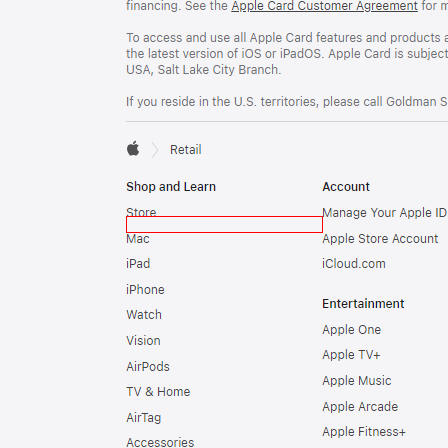 financing. See the Apple Card Customer Agreement for m
To access and use all Apple Card features and products a
the latest version of iOS or iPadOS. Apple Card is subject
USA, Salt Lake City Branch.
If you reside in the U.S. territories, please call Goldman S
Retail
Shop and Learn
Store
Mac
iPad
iPhone
Watch
Vision
AirPods
TV & Home
AirTag
Accessories
Account
Manage Your Apple ID
Apple Store Account
iCloud.com
Entertainment
Apple One
Apple TV+
Apple Music
Apple Arcade
Apple Fitness+